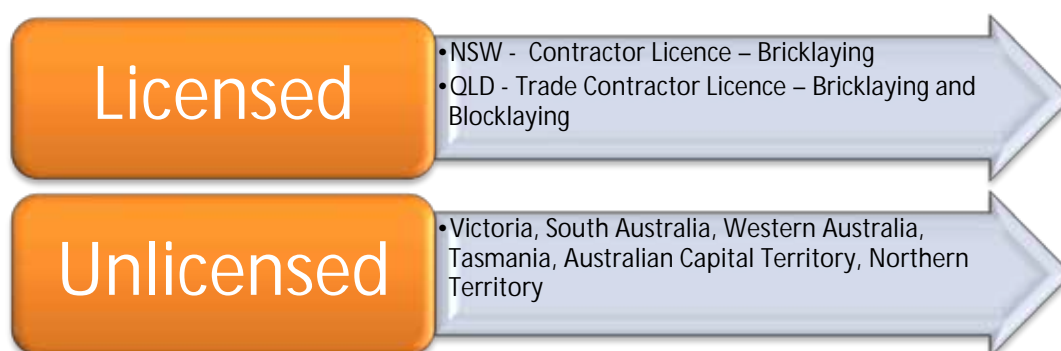 Licensed
•NSW -  Contractor Licence – Bricklaying
•QLD - Trade Contractor Licence – Bricklaying and
Blocklaying
Unlicensed
•Victoria, South Australia, Western Australia,
Tasmania, Australian Capital Territory, Northern
Territory